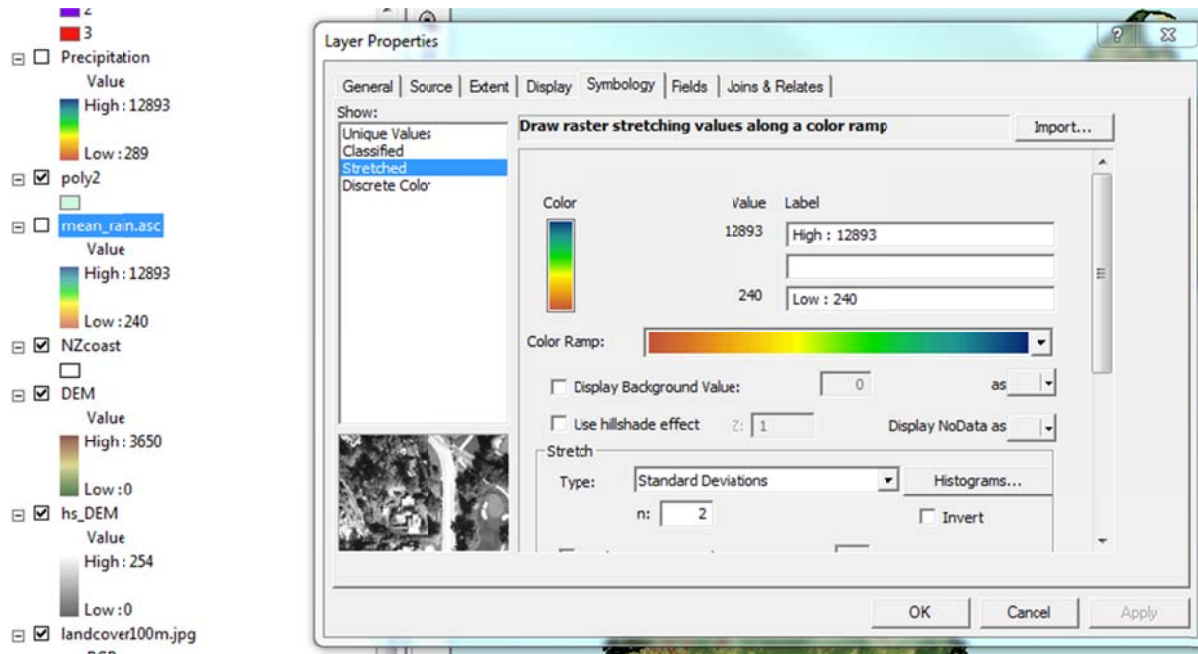 2
3
Precipitation
Value
High : 12893
Low : 289
poly2
mean_rain.asc
Value
High : 12893
Low : 240
NZcoast
DEM
Value
High : 3650
Low : 0
hs_DEM
Value
High : 254
Low : 0
landcover100m.jpg
Layer Properties
General Source Extent Display Symbology Fields Joins & Relates
Show:
Unique Values
Classified
Stretched
Discrete Color
Draw raster stretching values along a color ramp Import...
Color Value Label
12893 High : 12893
240 Low : 240
Color Ramp:
Display Background Value: 0 as
Use hillshade effect Z: 1 Display NoData as
Stretch
Type: Standard Deviations Histograms...
n: 2 Invert
OK Cancel Apply